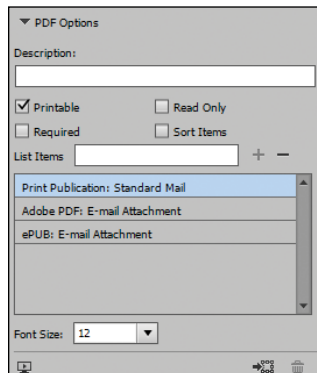 PDF Options
Description:
Printable Read Only
Required Sort Items
List Items
Print Publication: Standard Mail
Adobe PDF: E-mail Attachment
ePUB: E-mail Attachment
Font Size: 12